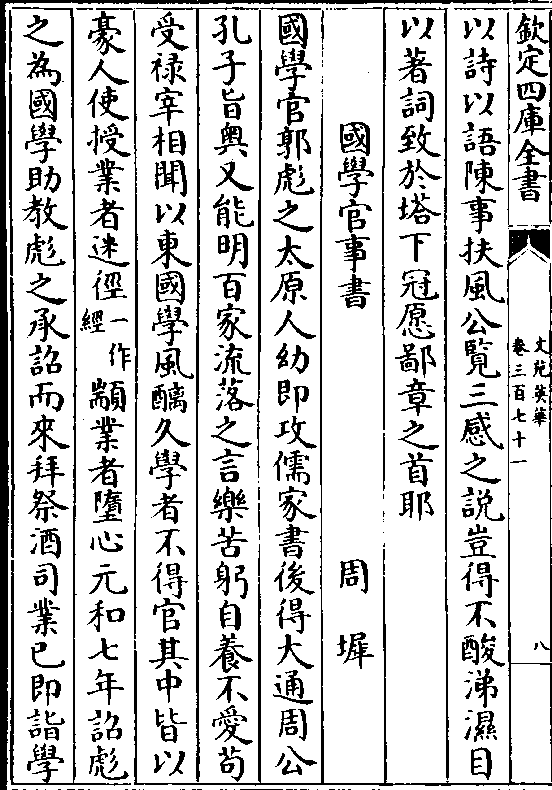 欽定四庫全書
文苑英華
卷三百七十一
八
以詩以語陳事扶風公覽三感之説豈得不酸涕濕目
以著詞致於塔下冠愿鄙章之首耶
國學官事書
周墀
國學官郭彪之太原人幼即攻儒家書後得大通周公
孔子旨輿又能明百家流落之言樂苦躬自養不愛苟
受禄宰相聞以東國學風醨久學者不得官其中皆以
豪人使授業者迷徑一作經顓業者墮心元和七年詔彪
之為國學助教彪之承詔而來拜祭酒司業已即詣學